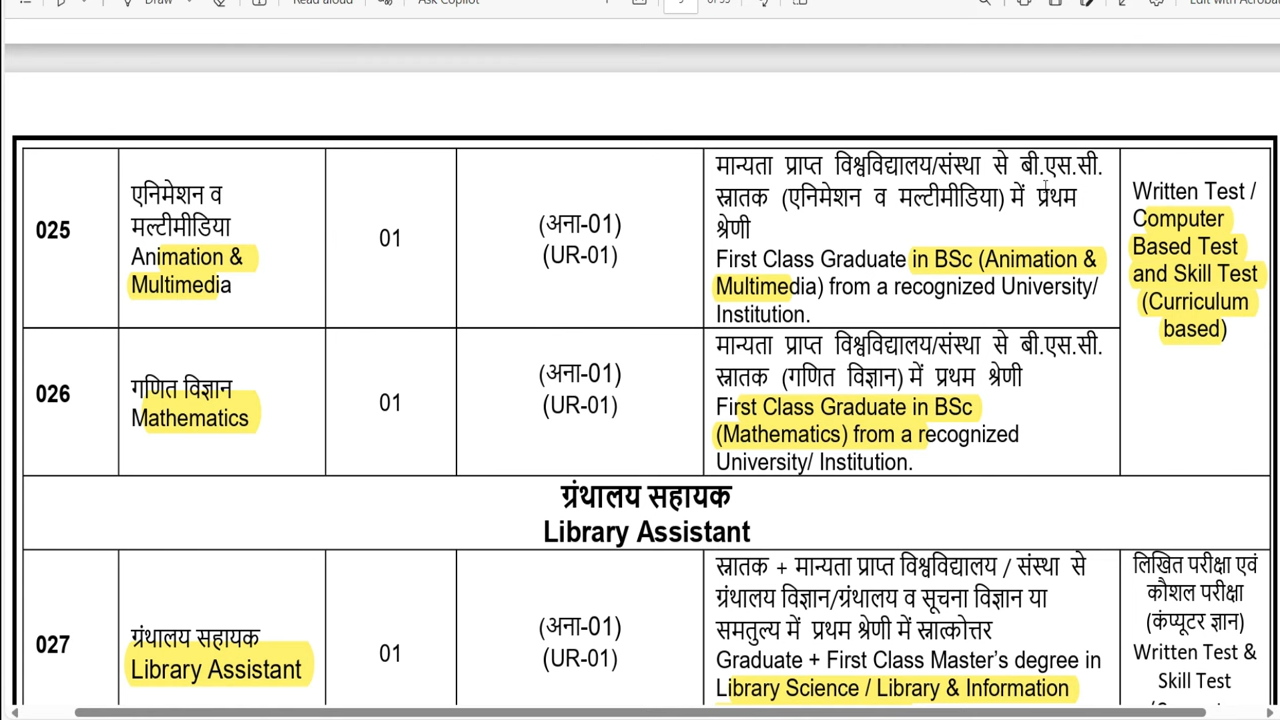 Draw
Read aloud
Ask Copilot
Edit with Acrobat
025
एनिमेशन व
मल्टीमीडिया
Animation &
Multimedia
01
(अना-01)
(UR-01)
मान्यता प्राप्त विश्वविद्यालय/संस्था से बी.एस.सी.
स्नातक (एनिमेशन व मल्टीमीडिया) में प्रथम
श्रेणी
First Class Graduate in BSc (Animation &
Multimedia) from a recognized University/
Institution.
Written Test /
Computer
Based Test
and Skill Test
(Curriculum
based)
026
गणित विज्ञान
Mathematics
01
(अना-01)
(UR-01)
मान्यता प्राप्त विश्वविद्यालय/संस्था से बी.एस.सी.
स्नातक (गणित विज्ञान) में प्रथम श्रेणी
First Class Graduate in BSc
(Mathematics) from a recognized
University/ Institution.
ग्रंथालय सहायक
Library Assistant
027
ग्रंथालय सहायक
Library Assistant
01
(अना-01)
(UR-01)
स्नातक + मान्यता प्राप्त विश्वविद्यालय / संस्था से
ग्रंथालय विज्ञान/ग्रंथालय व सूचना विज्ञान या
समतुल्य में प्रथम श्रेणी में स्नात्कोत्तर
Graduate + First Class Master's degree in
Library Science / Library & Information
लिखित परीक्षा एवं
कौशल परीक्षा
(कंप्यूटर ज्ञान)
Written Test &
Skill Test